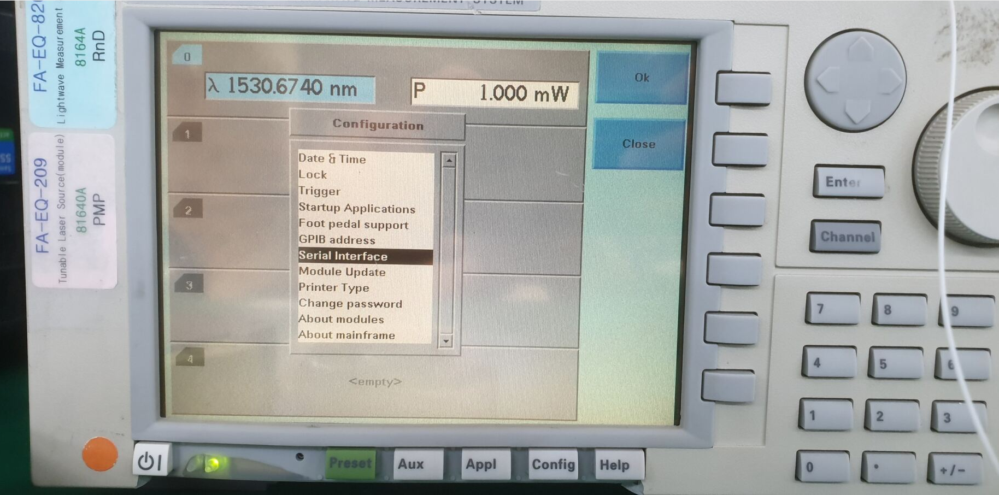 MEASUREMENT SYSTEM
FA-EQ-82
Lightwave Measurement
8164A
RnD
FA-EQ-209
Tunable Laser Source(module)
81640A
PMP
0
λ 1530.6740 nm
P 1.000 mW
Ok
Close
Configuration
Date & Time
Lock
Trigger
Startup Applications
Foot pedal support
GPIB address
Serial Interface
Module Update
Printer Type
Change password
About modules
About mainframe
1
2
3
4
<empty>
Enter
Channel
7 8 9
4 5 6
1 2 3
0 . +/-
Preset
Aux
Appl
Config
Help